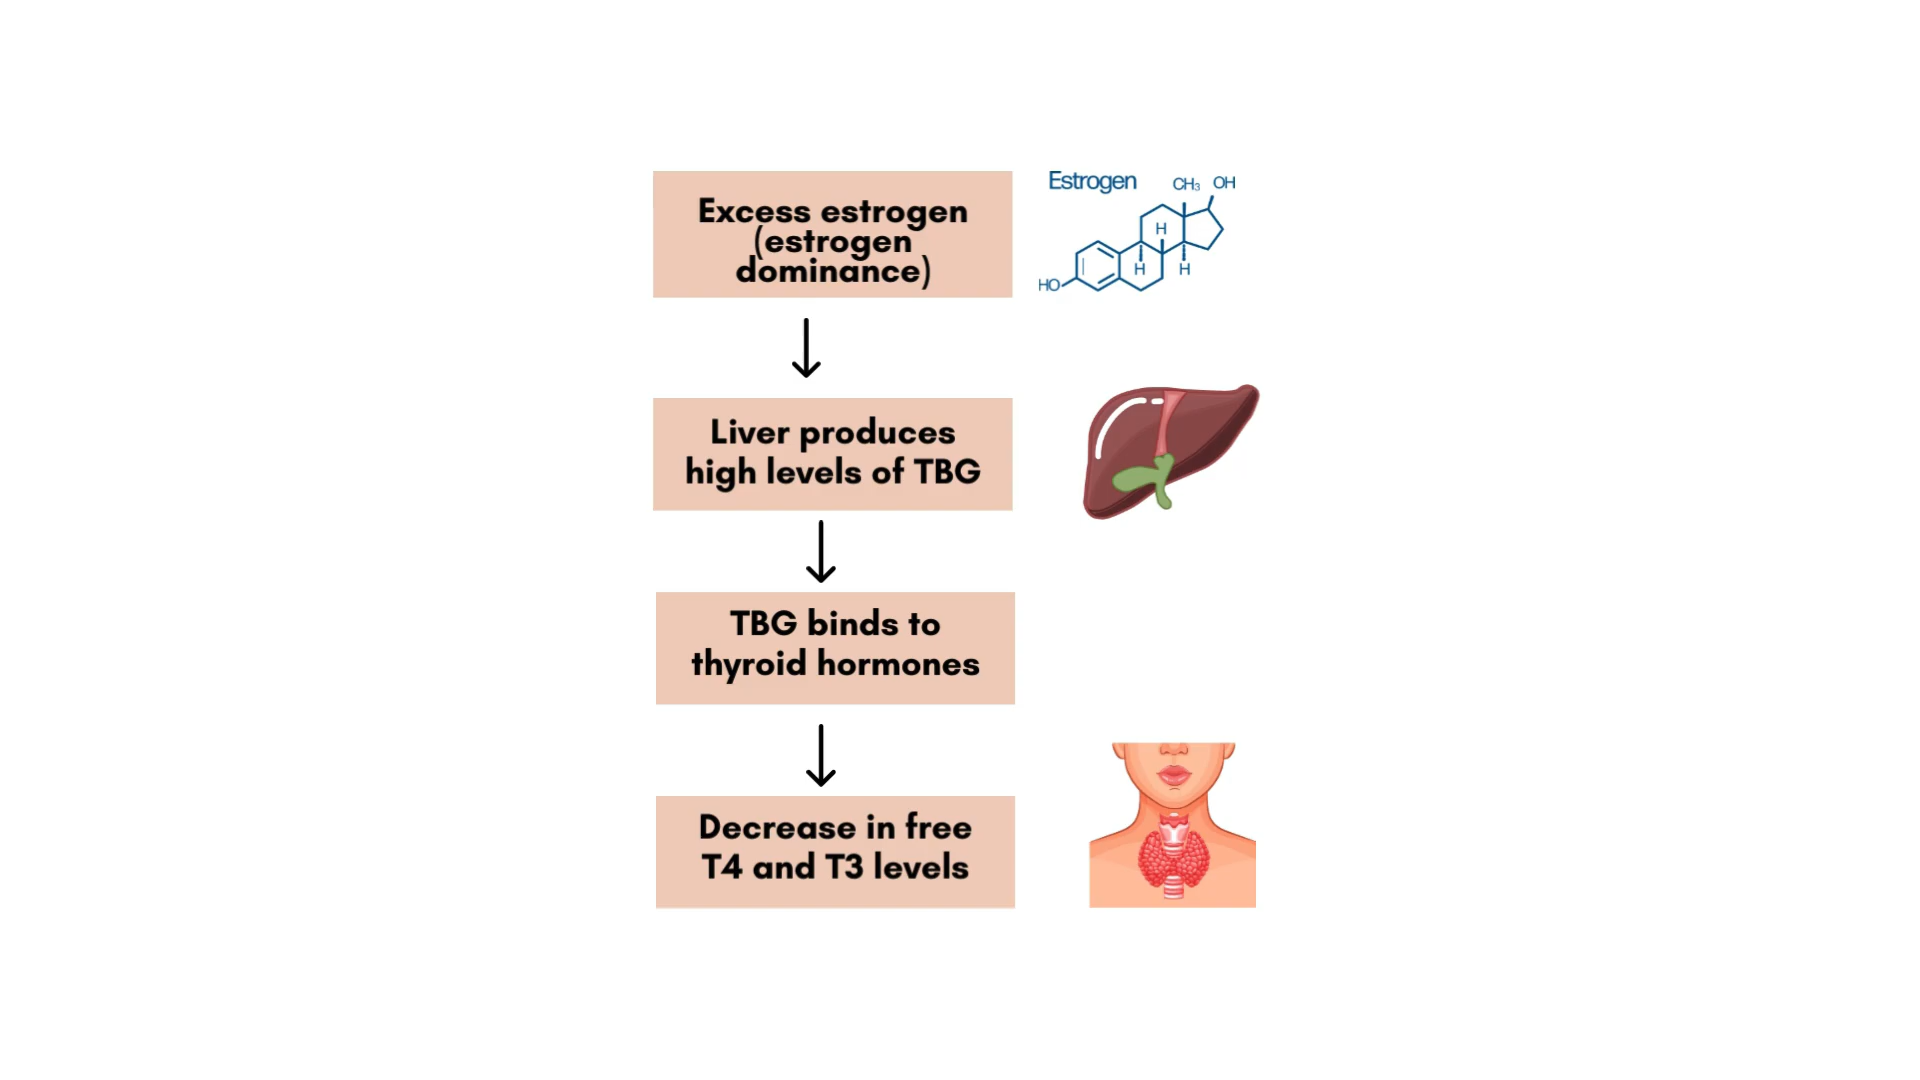 Excess estrogen
(estrogen
dominance)
Estrogen
CH₃ OH
H
H
H
HO
Liver produces
high levels of TBG
TBG binds to
thyroid hormones
Decrease in free
T4 and T3 levels